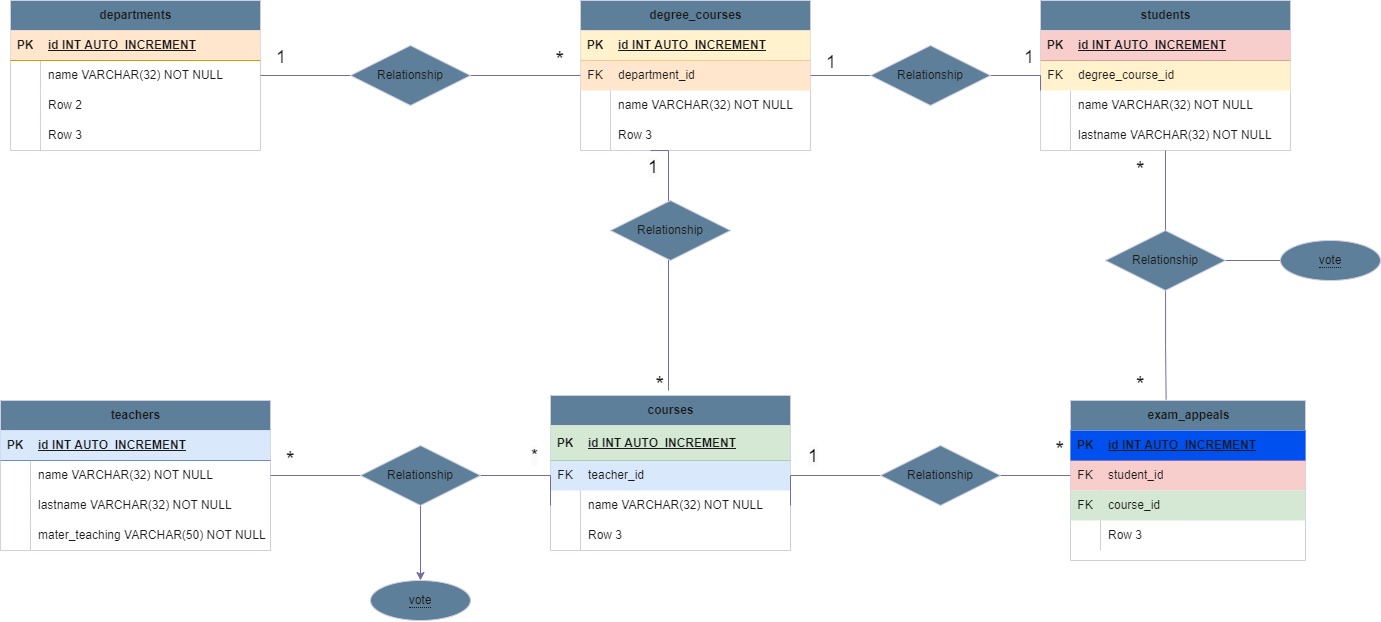 departments
PK id INT AUTO_INCREMENT
name VARCHAR(32) NOT NULL
Row 2
Row 3
1
Relationship
*
degree_courses
PK id INT AUTO_INCREMENT
FK department_id
name VARCHAR(32) NOT NULL
Row 3
1
Relationship
1
students
PK id INT AUTO_INCREMENT
FK degree_course_id
name VARCHAR(32) NOT NULL
lastname VARCHAR(32) NOT NULL
1
Relationship
*
*
Relationship
vote
*
teachers
PK id INT AUTO_INCREMENT
name VARCHAR(32) NOT NULL
lastname VARCHAR(32) NOT NULL
mater_teaching VARCHAR(50) NOT NULL
*
Relationship
*
vote
courses
PK id INT AUTO_INCREMENT
FK teacher_id
name VARCHAR(32) NOT NULL
Row 3
1
Relationship
*
exam_appeals
PK id INT AUTO_INCREMENT
FK student_id
FK course_id
Row 3